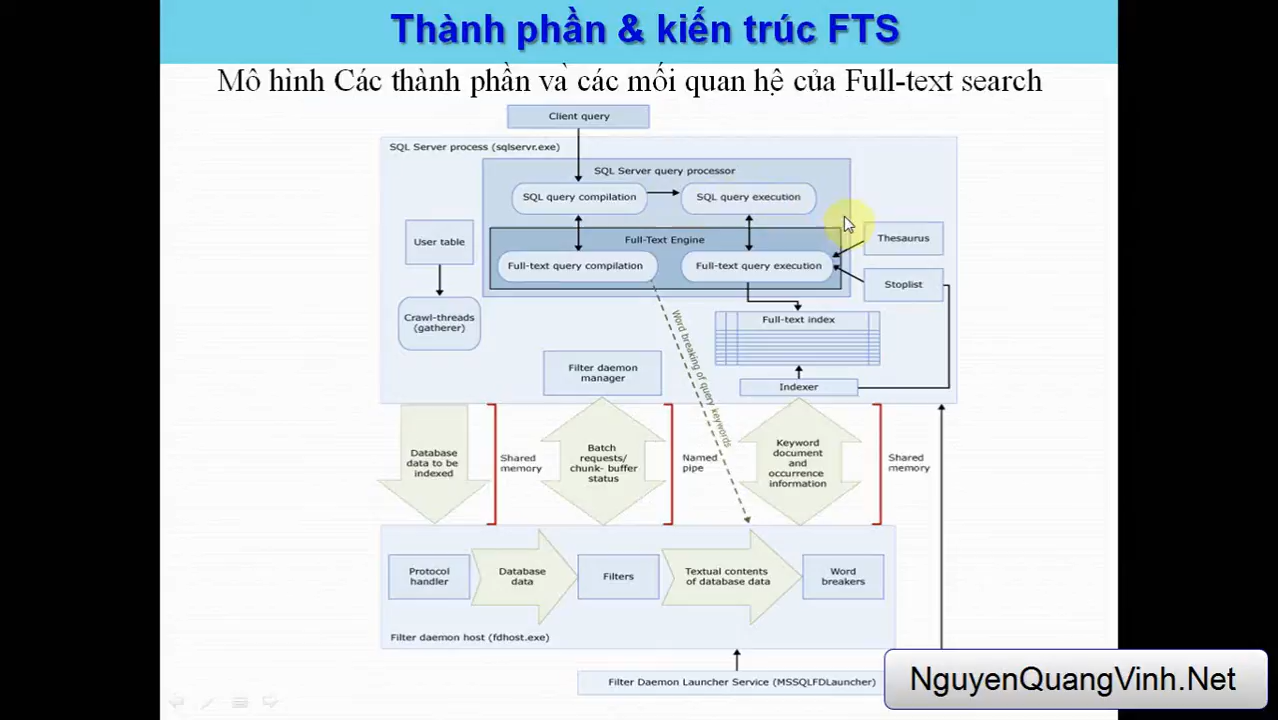 Thành phần & kiến trúc FTS
Mô hình Các thành phần và các mối quan hệ của Full-text search
Client query
SQL Server process (sqlservr.exe)
SQL Server query processor
SQL query compilation
SQL query execution
User table
Full-Text Engine
Thesaurus
Full-text query compilation
Full-text query execution
Stoplist
Crawl-threads
(gatherer)
Full-text index
Word breaking of query keywords
Filter daemon
manager
Indexer
Database
data to be
indexed
Shared
memory
Batch
requests/
chunk- buffer
status
Named
pipe
Keyword
document
and
occurrence
information
Shared
memory
Protocol
handler
Database
data
Filters
Textual contents
of database data
Word
breakers
Filter daemon host (fdhost.exe)
Filter Daemon Launcher Service (MSSQLFDLauncher)
NguyenQuangVinh.Net